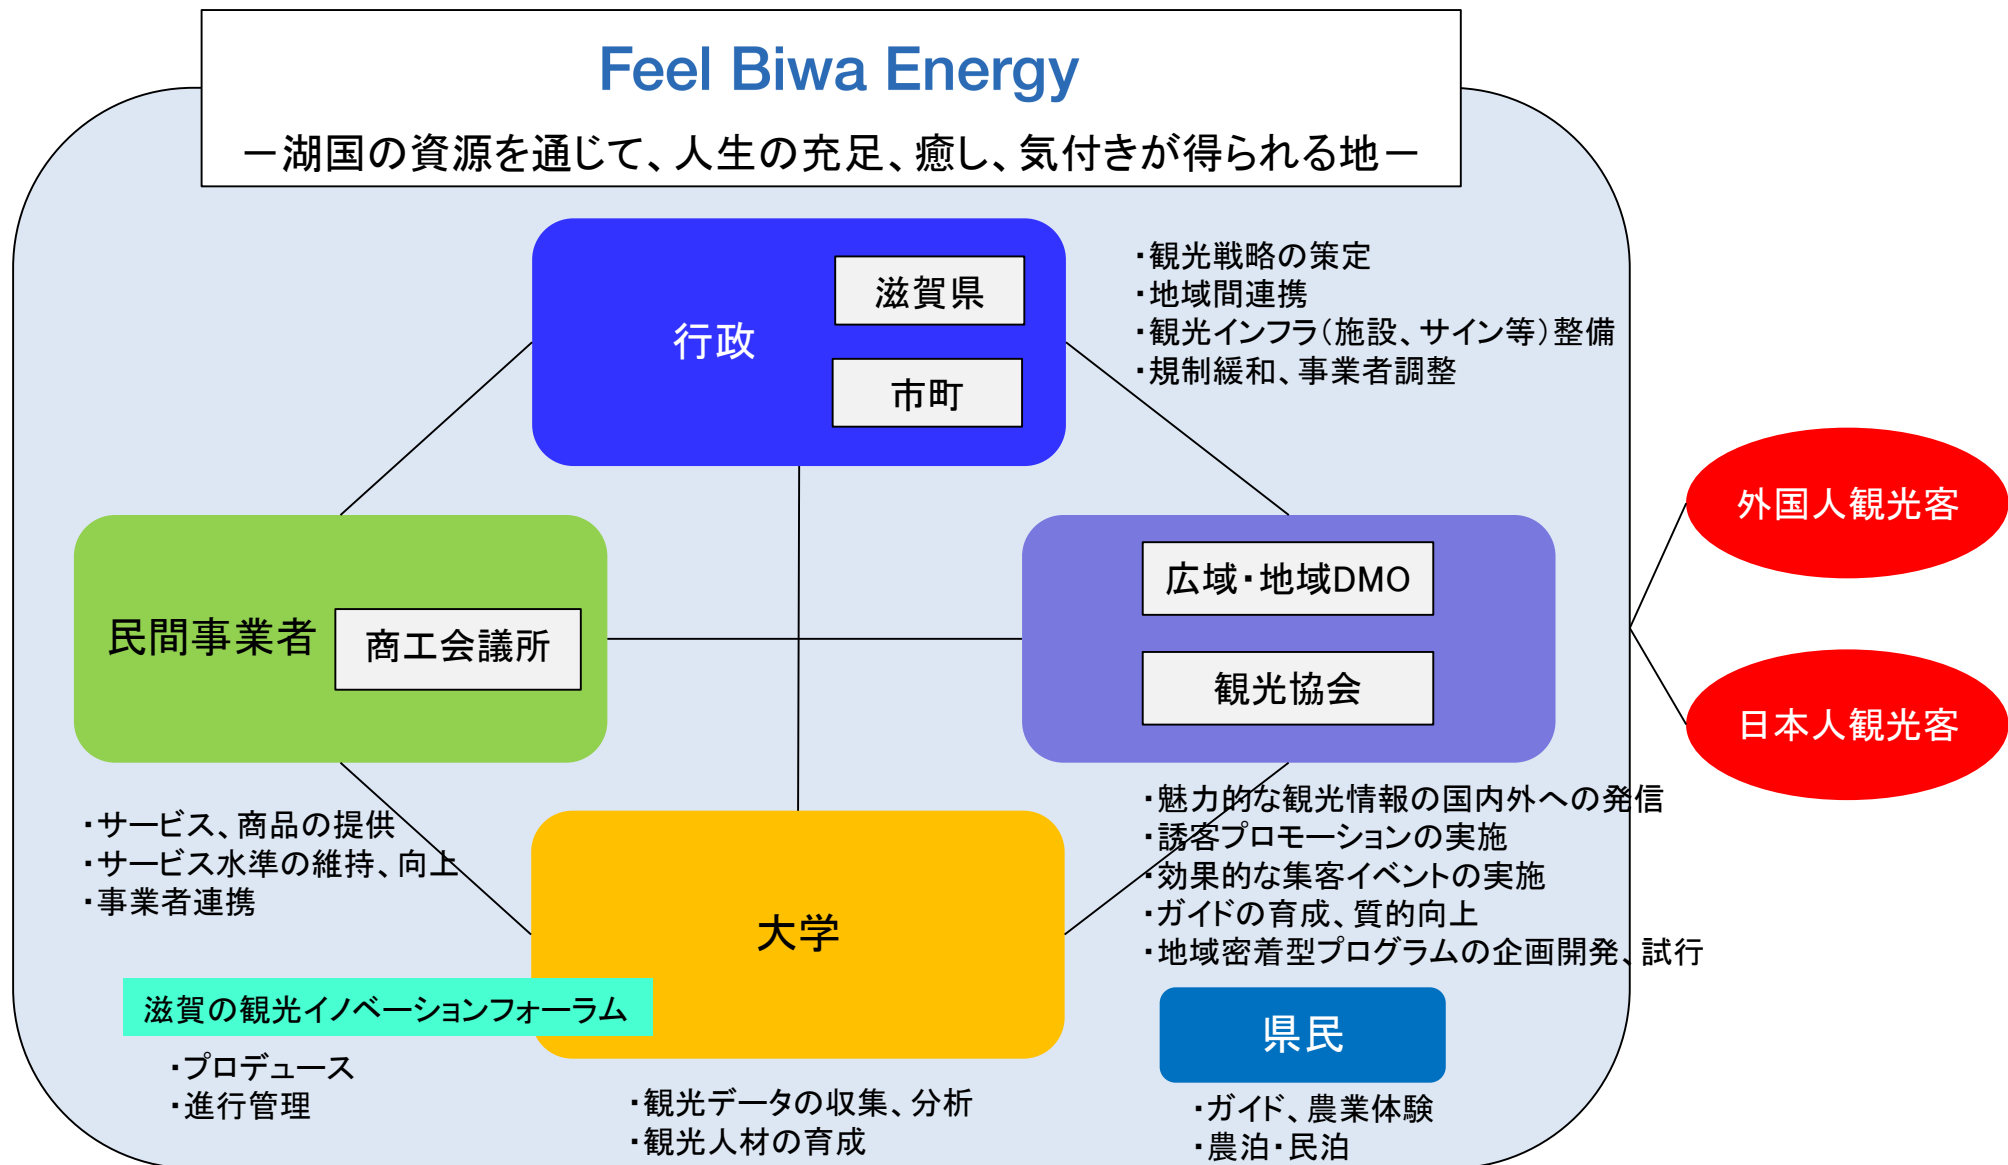 Feel Biwa Energy
－湖国の資源を通じて、人生の充足、癒し、気付きが得られる地－
行政
滋賀県
市町
・観光戦略の策定
・地域間連携
・観光インフラ（施設、サイン等）整備
・規制緩和、事業者調整
民間事業者
商工会議所
広域・地域DMO
観光協会
外国人観光客
日本人観光客
・サービス、商品の提供
・サービス水準の維持、向上
・事業者連携
・魅力的な観光情報の国内外への発信
・誘客プロモーションの実施
・効果的な集客イベントの実施
・ガイドの育成、質的向上
・地域密着型プログラムの企画開発、試行
大学
滋賀の観光イノベーションフォーラム
・プロデュース
・進行管理
・観光データの収集、分析
・観光人材の育成
県民
・ガイド、農業体験
・農泊・民泊